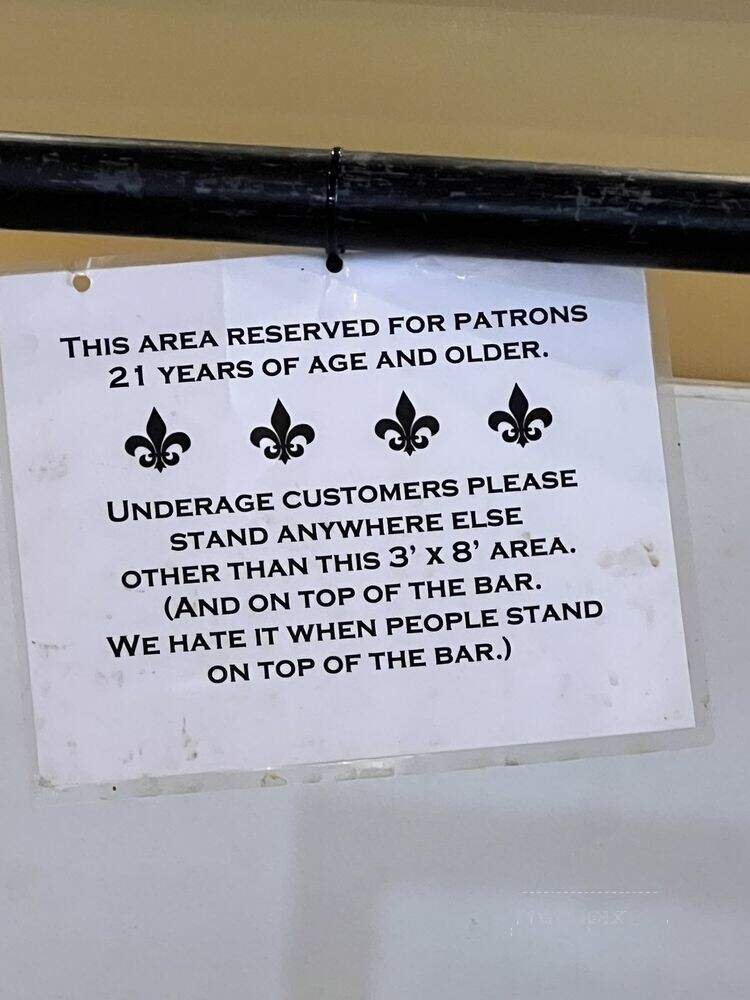 THIS AREA RESERVED FOR PATRONS
21 YEARS OF AGE AND OLDER.
UNDERAGE CUSTOMERS PLEASE
STAND ANYWHERE ELSE
OTHER THAN THIS 3' X 8' AREA.
(AND ON TOP OF THE BAR.
WE HATE IT WHEN PEOPLE STAND
ON TOP OF THE BAR.)